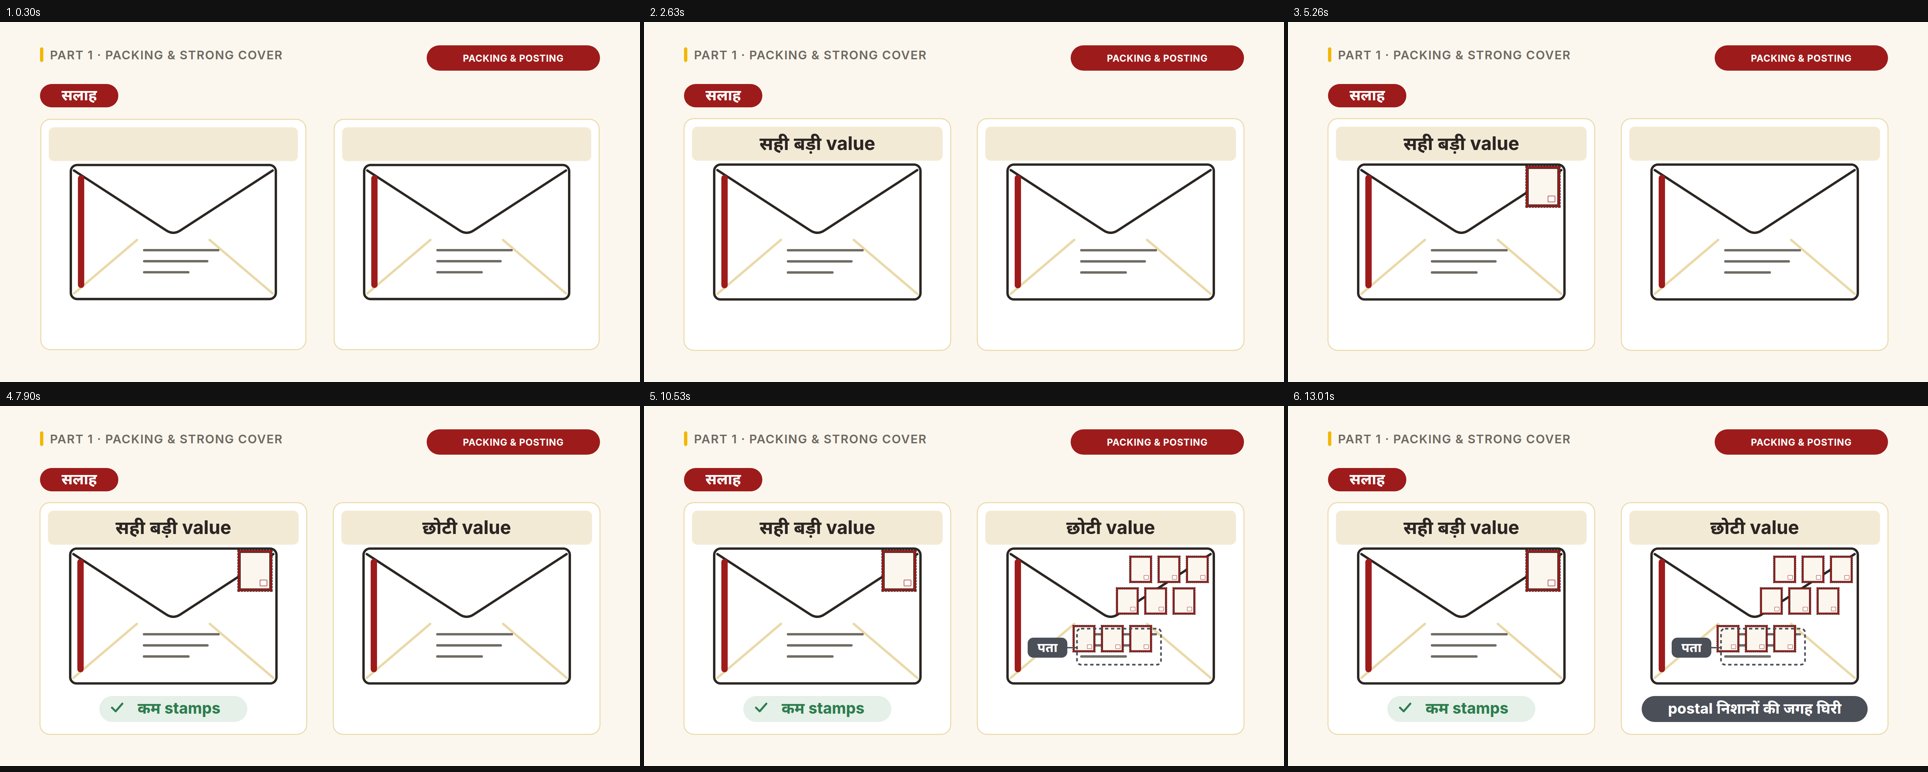 1. 0.30s
PART 1 · PACKING & STRONG COVER
PACKING & POSTING
सलाह
2. 2.63s
PART 1 · PACKING & STRONG COVER
PACKING & POSTING
सलाह
सही बड़ी value
3. 5.26s
PART 1 · PACKING & STRONG COVER
PACKING & POSTING
सलाह
सही बड़ी value
4. 7.90s
PART 1 · PACKING & STRONG COVER
PACKING & POSTING
सलाह
सही बड़ी value
छोटी value
कम stamps
5. 10.53s
PART 1 · PACKING & STRONG COVER
PACKING & POSTING
सलाह
सही बड़ी value
छोटी value
पता
कम stamps
6. 13.01s
PART 1 · PACKING & STRONG COVER
PACKING & POSTING
सलाह
सही बड़ी value
छोटी value
पता
कम stamps
postal निशानों की जगह घिरी